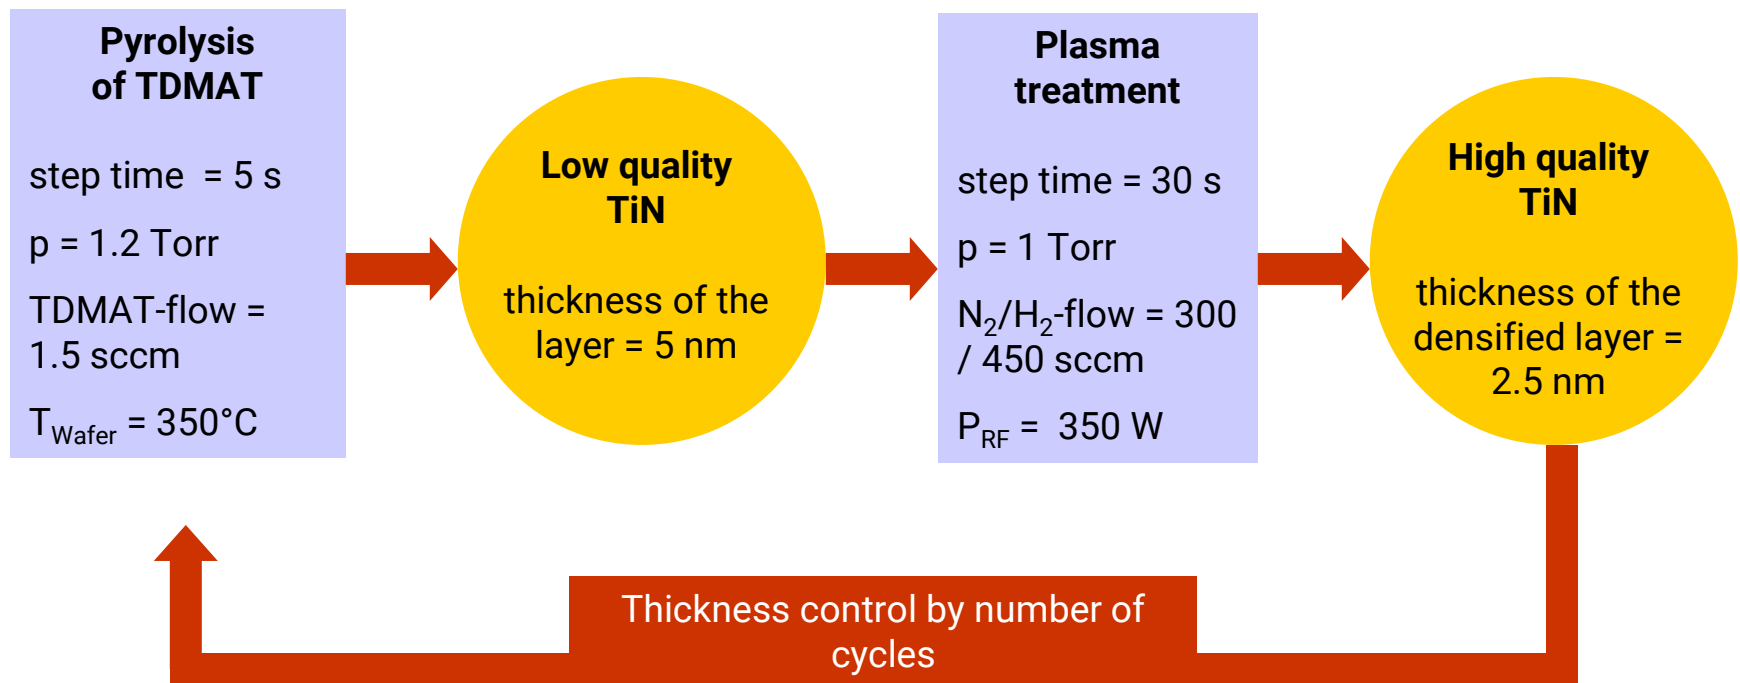 Pyrolysis
of TDMAT
step time  = 5 s
p = 1.2 Torr
TDMAT-flow =
1.5 sccm
T_Wafer = 350°C
Low quality
TiN
thickness of the
layer = 5 nm
Plasma
treatment
step time = 30 s
p = 1 Torr
N₂/H₂-flow = 300
/ 450 sccm
P_RF =  350 W
High quality
TiN
thickness of the
densified layer =
2.5 nm
Thickness control by number of
cycles